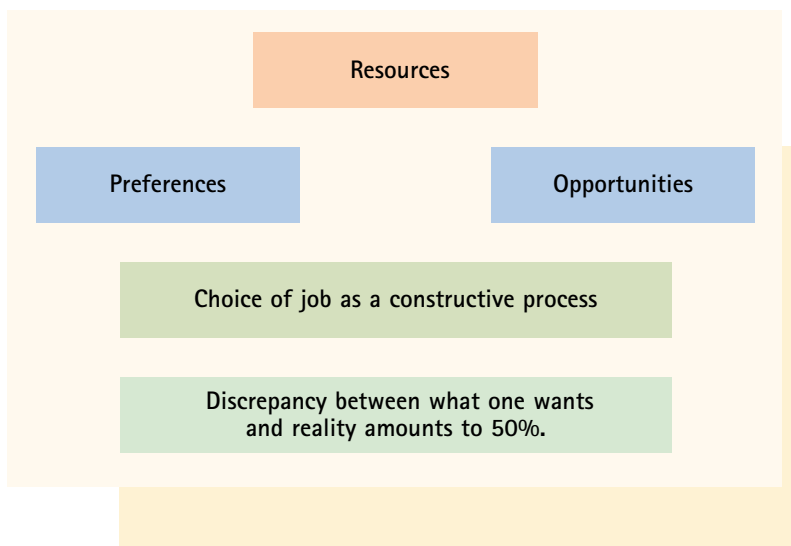 Resources
Preferences
Opportunities
Choice of job as a constructive process
Discrepancy between what one wants
and reality amounts to 50%.